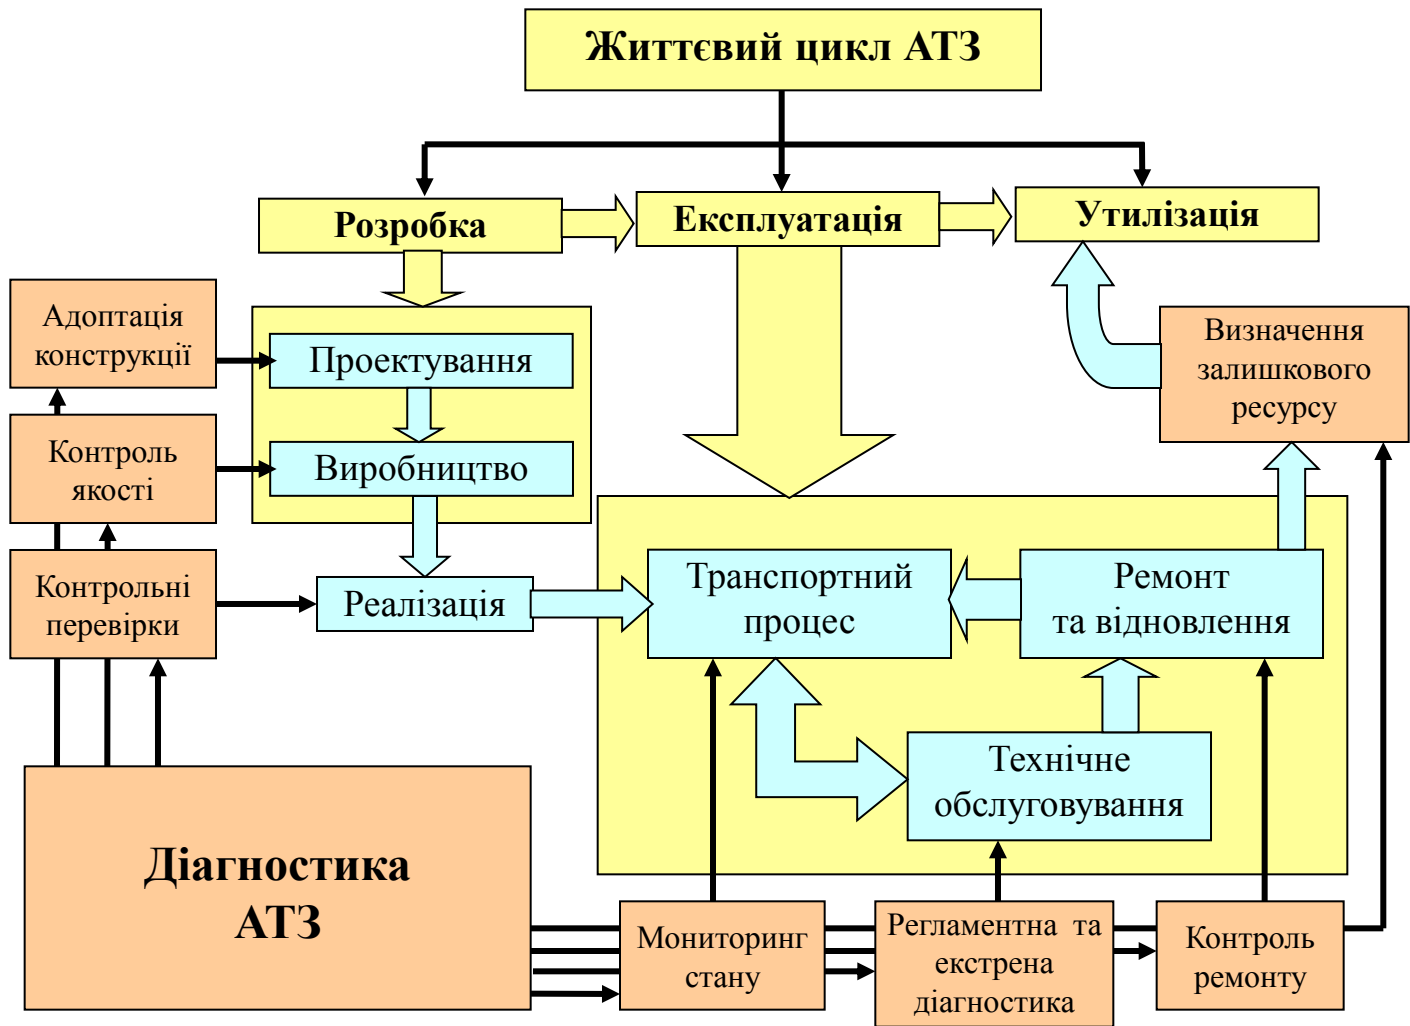 Життєвий цикл АТЗ
Розробка
Експлуатація
Утилізація
Адоптація
конструкції
Проектування
Визначення
залишкового
ресурсу
Контроль
якості
Виробництво
Контрольні
перевірки
Реалізація
Транспортний
процес
Ремонт
та відновлення
Технічне
обслуговування
Діагностика
АТЗ
Мониторинг
стану
Регламентна та
екстрена
діагностика
Контроль
ремонту